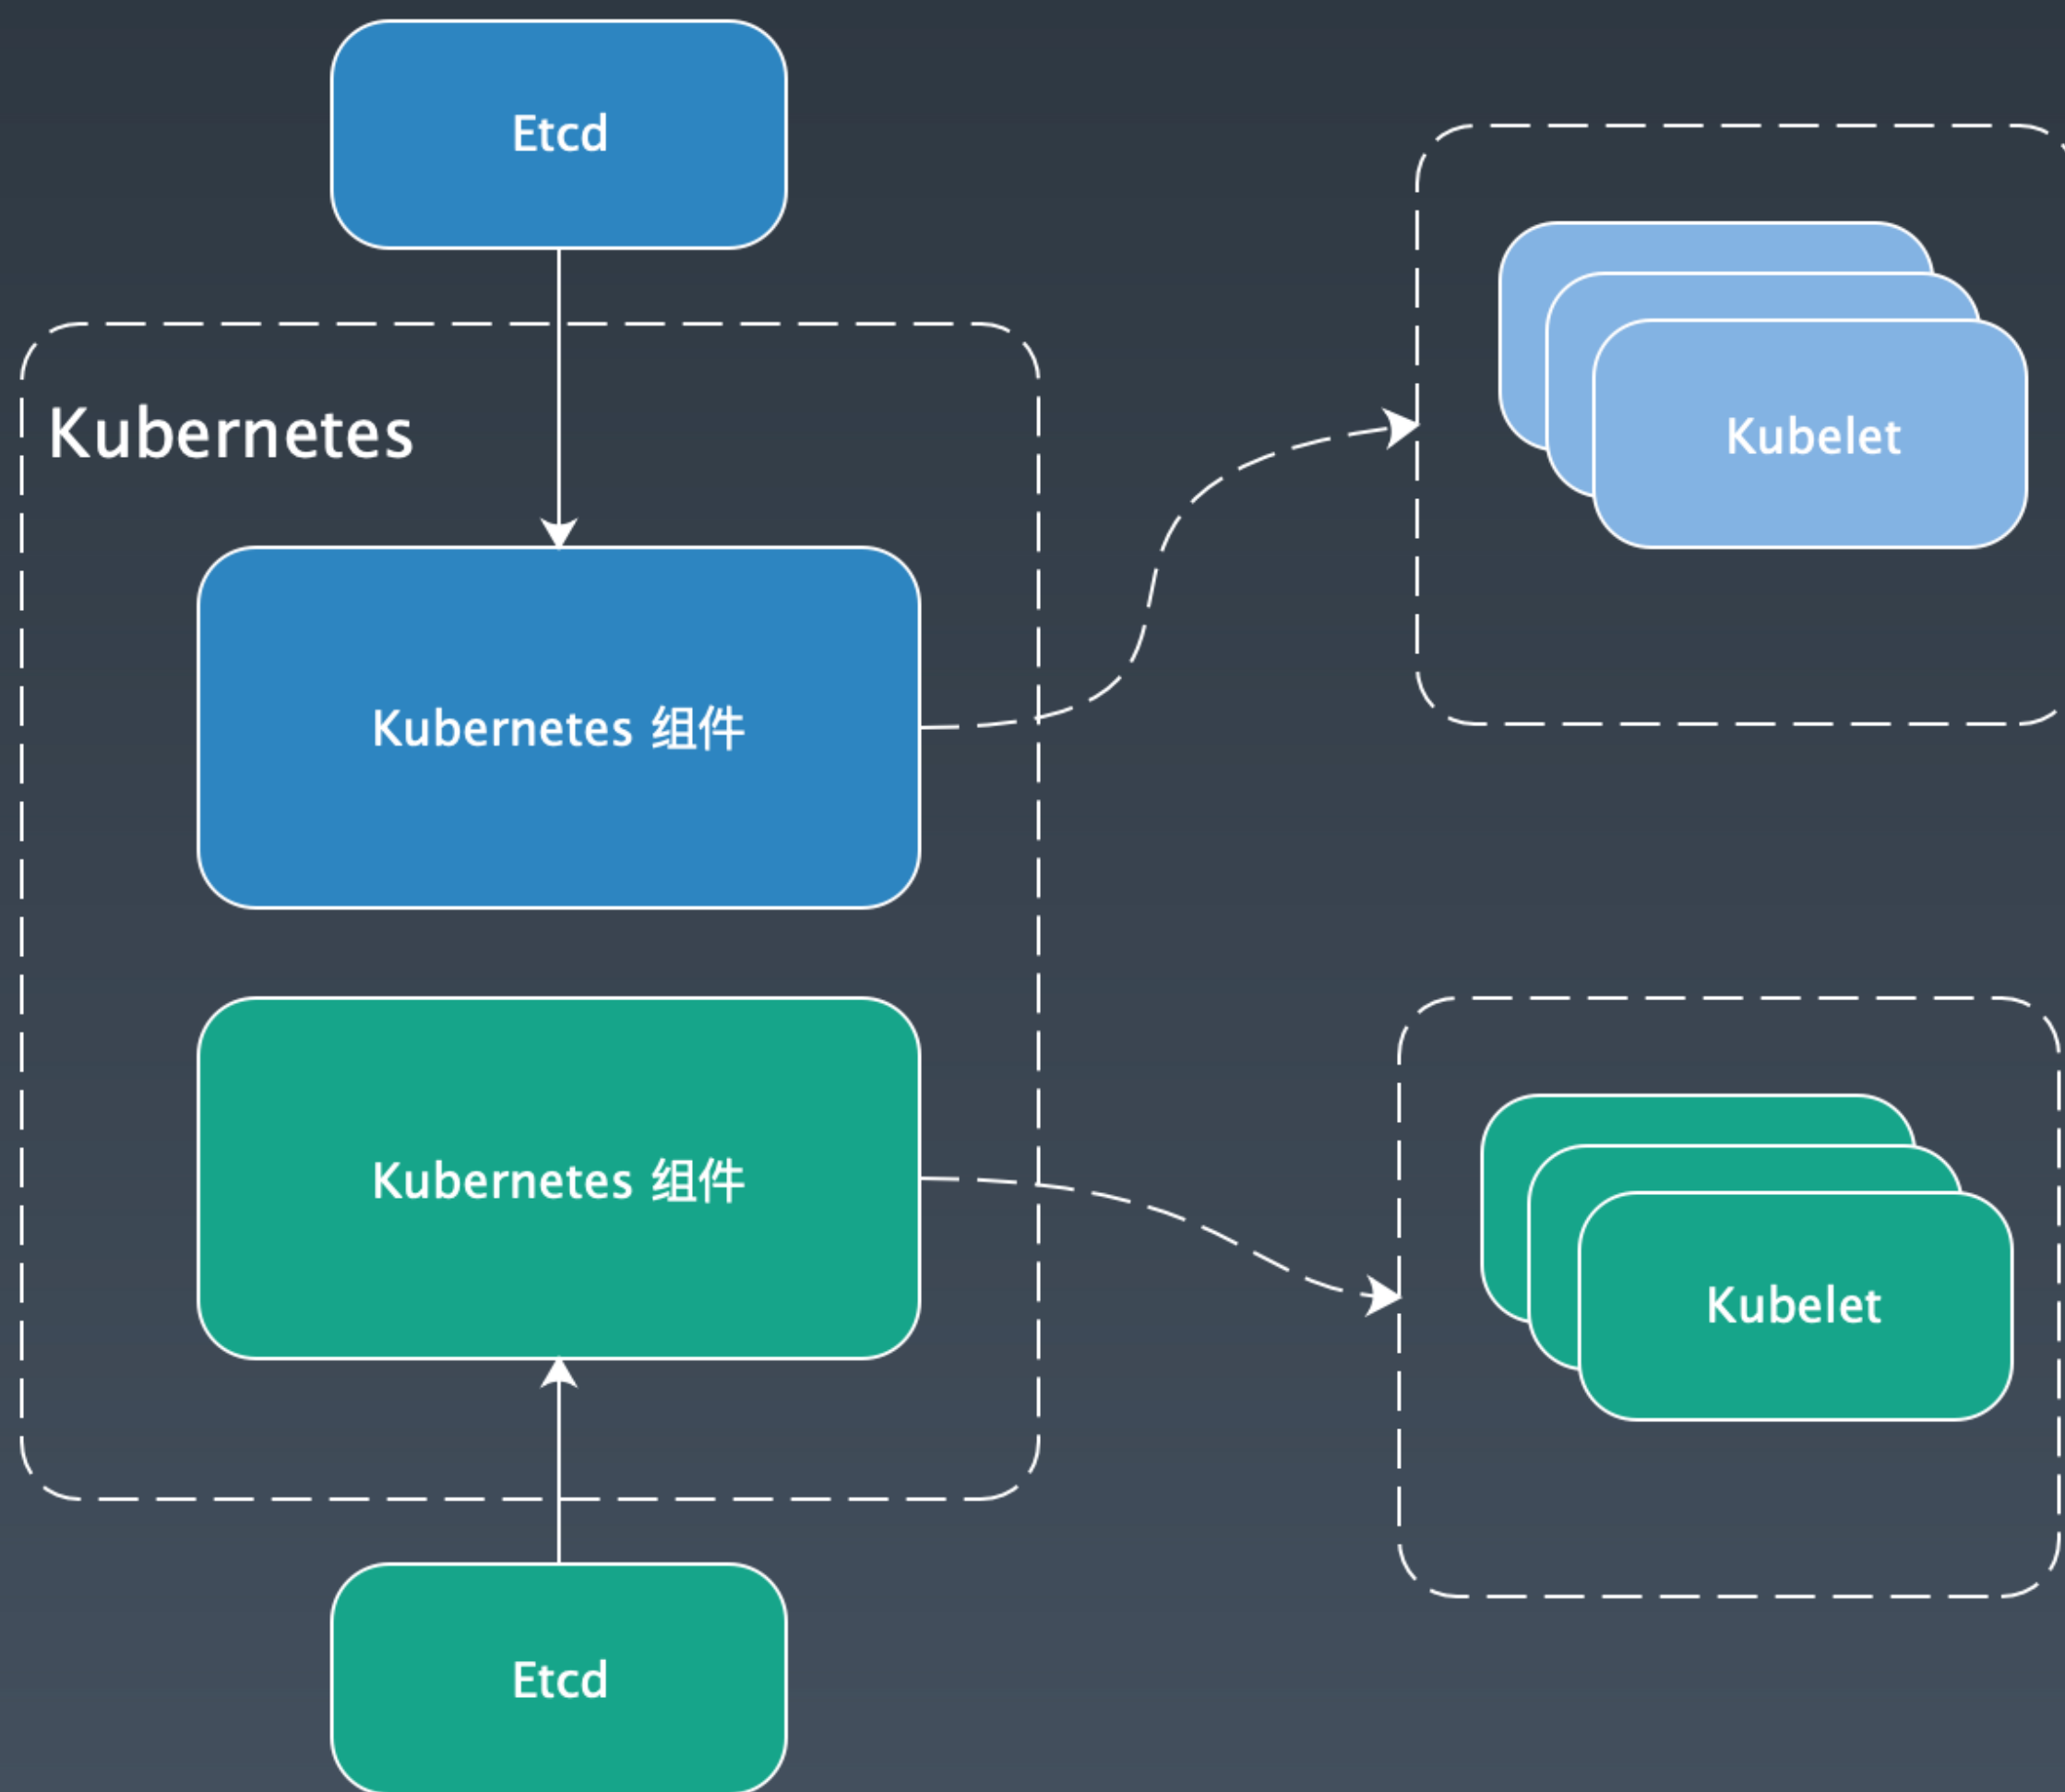 Etcd
Kubernetes
Kubelet
Kubernetes 组件
Kubernetes 组件
Kubelet
Etcd